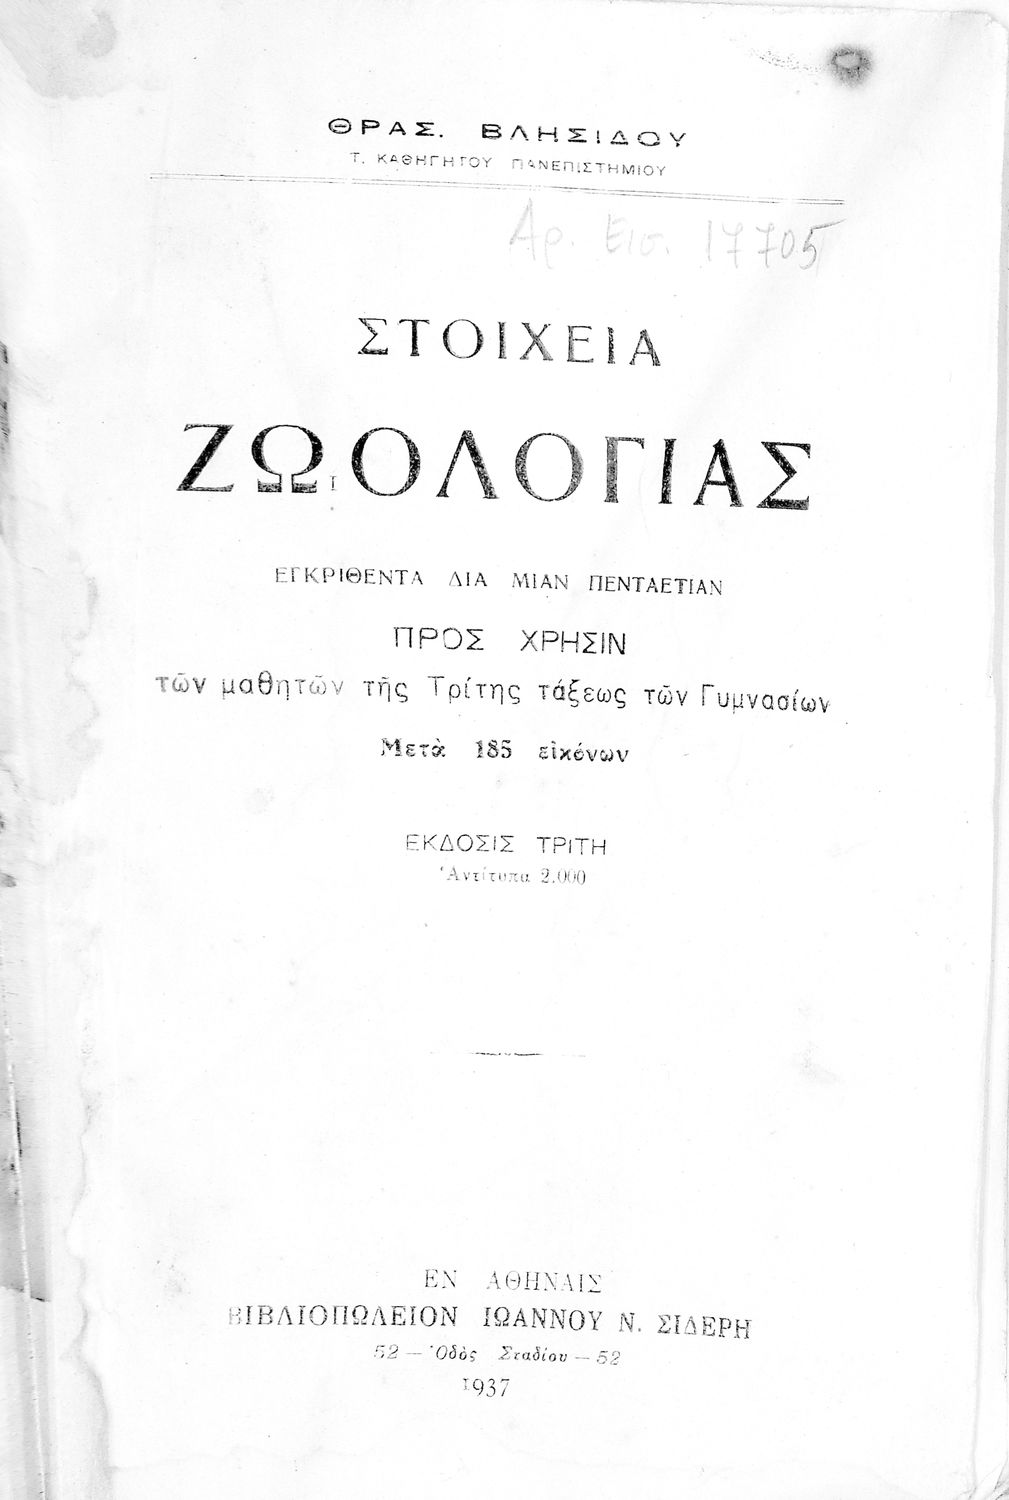 ΘΡΑΣ. ΒΛΗΣΙΔΟΥ
Τ. ΚΑΘΗΓΗΤΟΥ ΠΑΝΕΠΙΣΤΗΜΙΟΥ
Αρ. Εισ. 17705
ΣΤΟΙΧΕΙΑ
ΖΩΙΟΛΟΓΙΑΣ
ΕΓΚΡΙΘΕΝΤΑ ΔΙΑ ΜΙΑΝ ΠΕΝΤΑΕΤΙΑΝ
ΠΡΟΣ ΧΡΗΣΙΝ
τῶν μαθητῶν τῆς Τρίτης τάξεως τῶν Γυμνασίων
Μετὰ 185 εἰκόνων
ΕΚΔΟΣΙΣ ΤΡΙΤΗ
Ἀντίτυπα 2.000
ΕΝ ΑΘΗΝΑΙΣ
ΒΙΒΛΙΟΠΩΛΕΙΟΝ ΙΩΑΝΝΟΥ Ν. ΣΙΔΕΡΗ
52 — Ὁδὸς Σταδίου — 52
1937